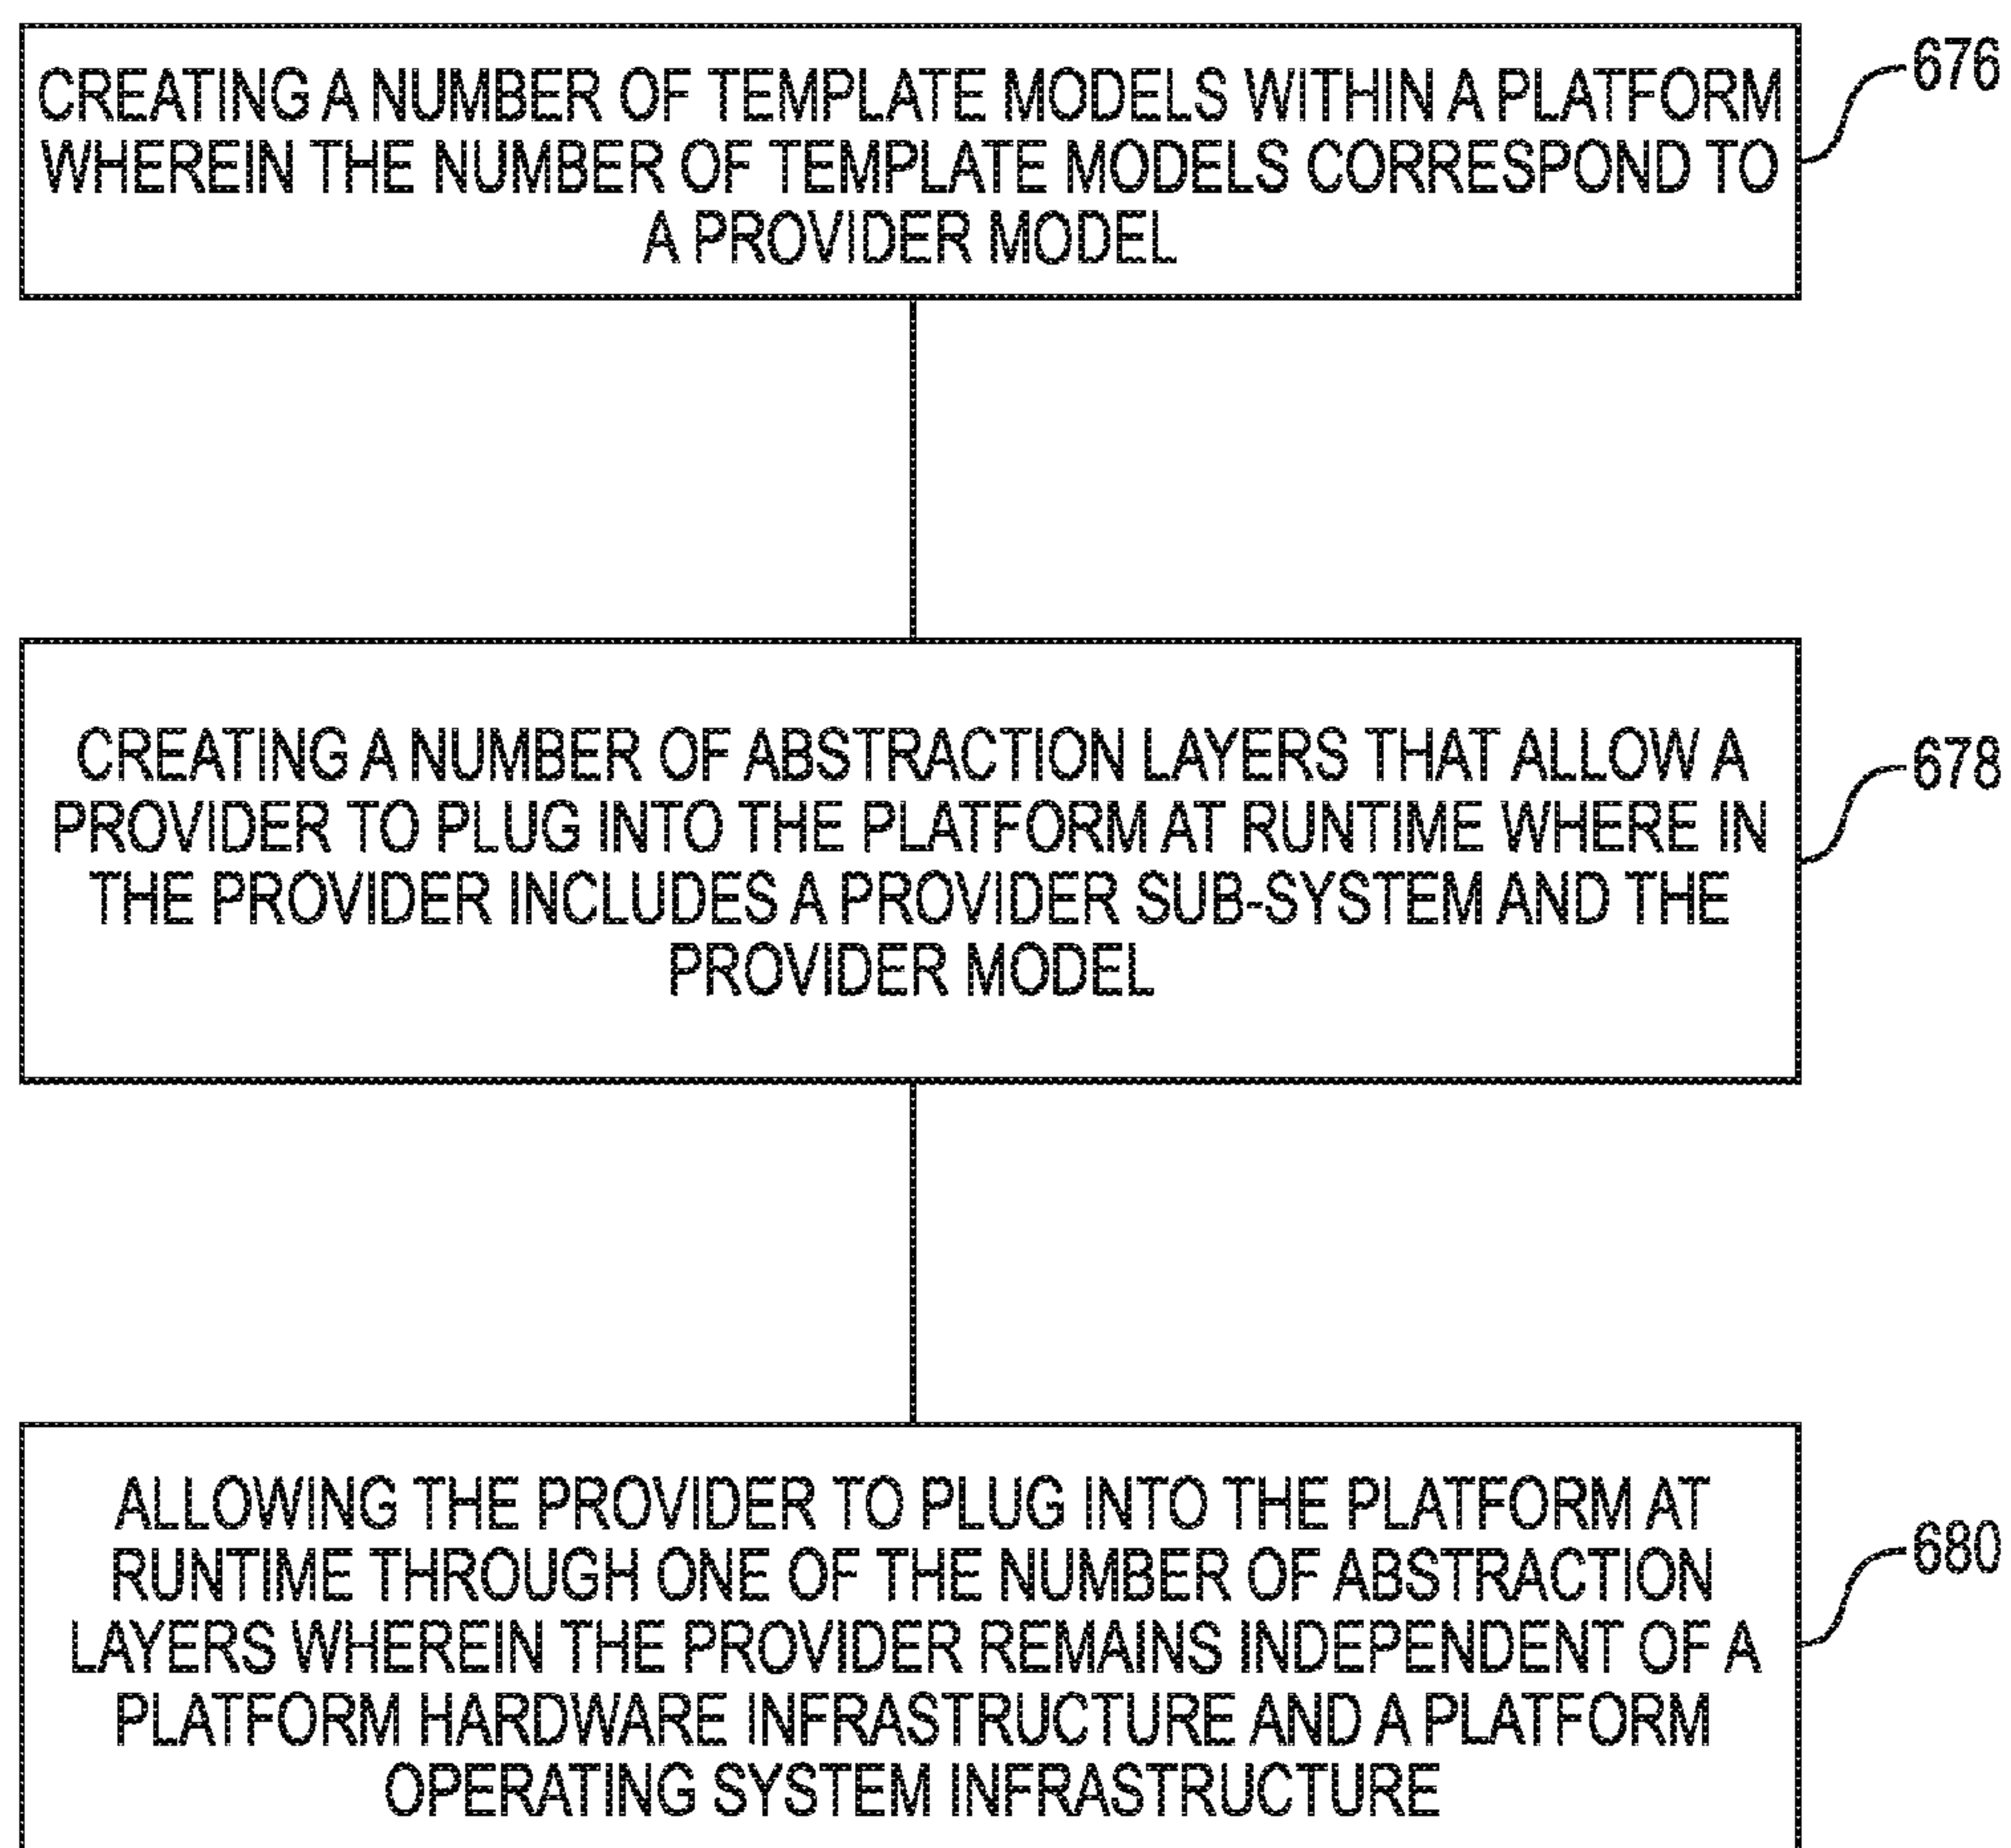 CREATING A NUMBER OF TEMPLATE MODELS WITHIN A PLATFORM
WHEREIN THE NUMBER OF TEMPLATE MODELS CORRESPOND TO
A PROVIDER MODEL
676
CREATING A NUMBER OF ABSTRACTION LAYERS THAT ALLOW A
PROVIDER TO PLUG INTO THE PLATFORM AT RUNTIME WHERE IN
THE PROVIDER INCLUDES A PROVIDER SUB-SYSTEM AND THE
PROVIDER MODEL
678
ALLOWING THE PROVIDER TO PLUG INTO THE PLATFORM AT
RUNTIME THROUGH ONE OF THE NUMBER OF ABSTRACTION
LAYERS WHEREIN THE PROVIDER REMAINS INDEPENDENT OF A
PLATFORM HARDWARE INFRASTRUCTURE AND A PLATFORM
OPERATING SYSTEM INFRASTRUCTURE
680